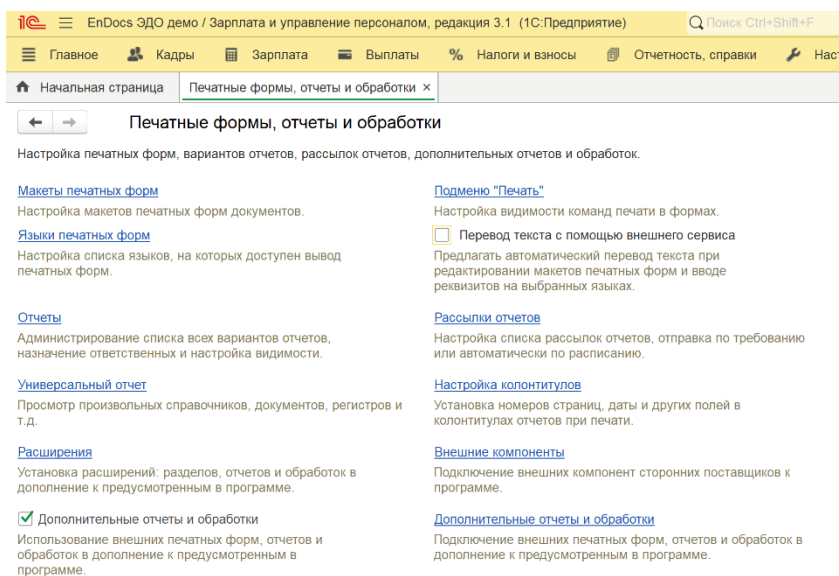 1С EnDocs ЭДО демо / Зарплата и управление персоналом, редакция 3.1 (1С:Предприятие) Поиск Ctrl+Shift+F
Главное Кадры Зарплата Выплаты % Налоги и взносы Отчетность, справки Нас
Начальная страница Печатные формы, отчеты и обработки ×
Печатные формы, отчеты и обработки
Настройка печатных форм, вариантов отчетов, рассылок отчетов, дополнительных отчетов и обработок.
Макеты печатных форм
Настройка макетов печатных форм документов.
Языки печатных форм
Настройка списка языков, на которых доступен вывод
печатных форм.
Подменю "Печать"
Настройка видимости команд печати в формах.
Перевод текста с помощью внешнего сервиса
Предлагать автоматический перевод текста при
редактировании макетов печатных форм и вводе
реквизитов на выбранных языках.
Отчеты
Администрирование списка всех вариантов отчетов,
назначение ответственных и настройка видимости.
Рассылки отчетов
Настройка списка рассылок отчетов, отправка по требованию
или автоматически по расписанию.
Универсальный отчет
Просмотр произвольных справочников, документов, регистров и
т.д.
Настройка колонтитулов
Установка номеров страниц, даты и других полей в
колонтитулах отчетов при печати.
Расширения
Установка расширений: разделов, отчетов и обработок в
дополнение к предусмотренным в программе.
Внешние компоненты
Подключение внешних компонент сторонних поставщиков к
программе.
Дополнительные отчеты и обработки
Использование внешних печатных форм, отчетов и
обработок в дополнение к предусмотренным в
программе.
Дополнительные отчеты и обработки
Подключение внешних печатных форм, отчетов и обработок в
дополнение к предусмотренным в программе.